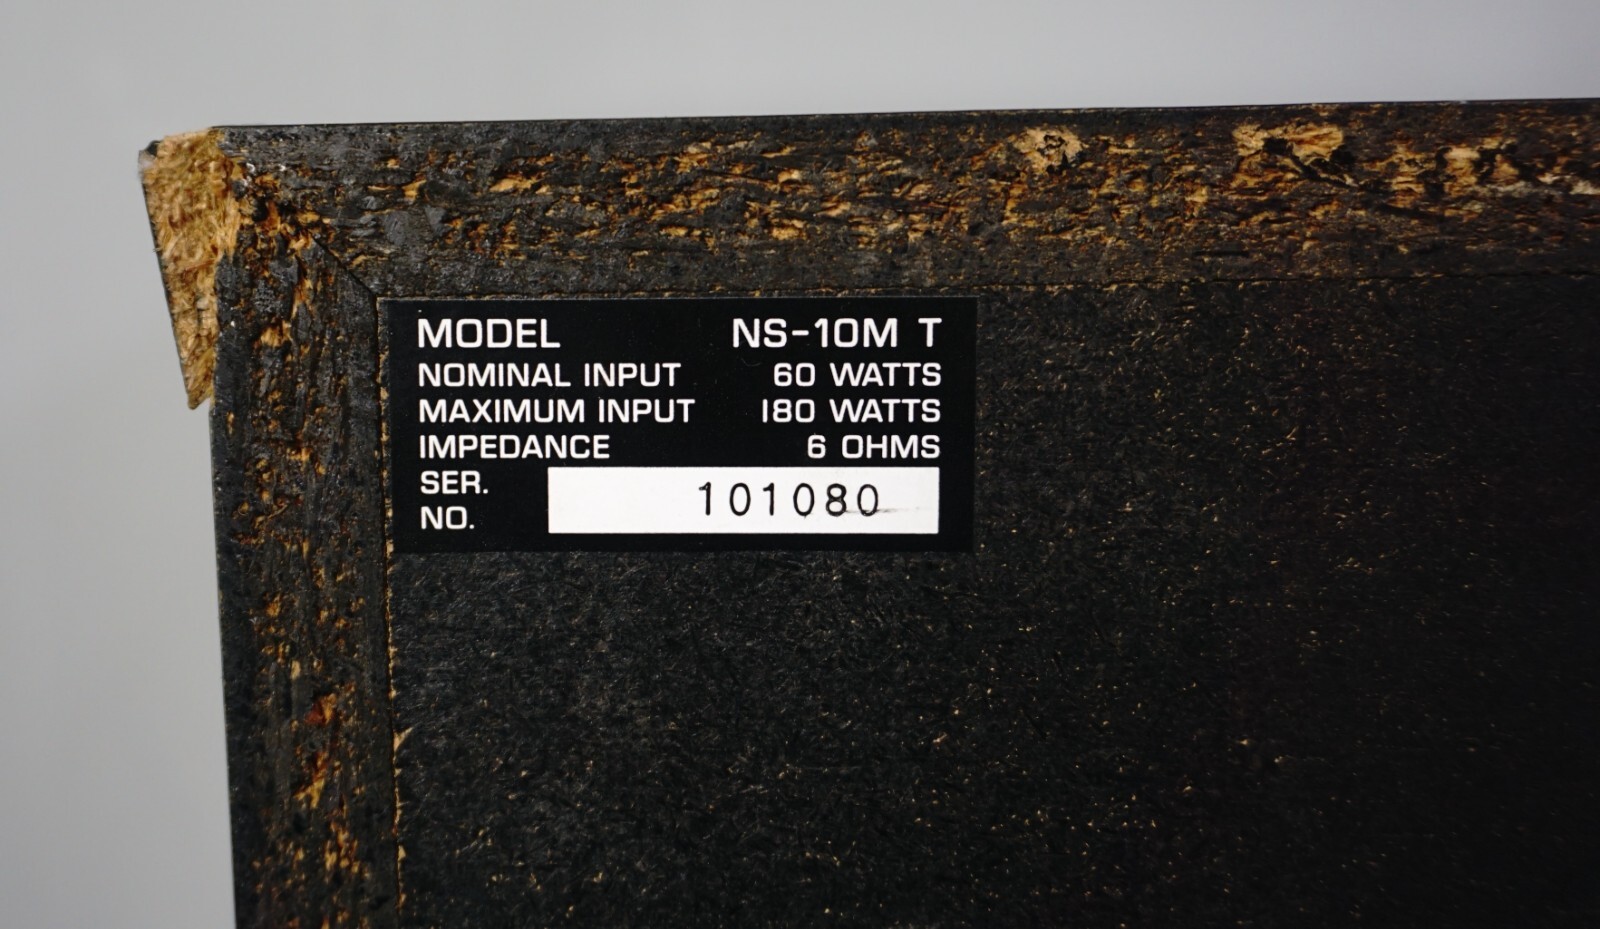 MODEL NS-10M T
NOMINAL INPUT 60 WATTS
MAXIMUM INPUT 180 WATTS
IMPEDANCE 6 OHMS
SER.
NO. 101080